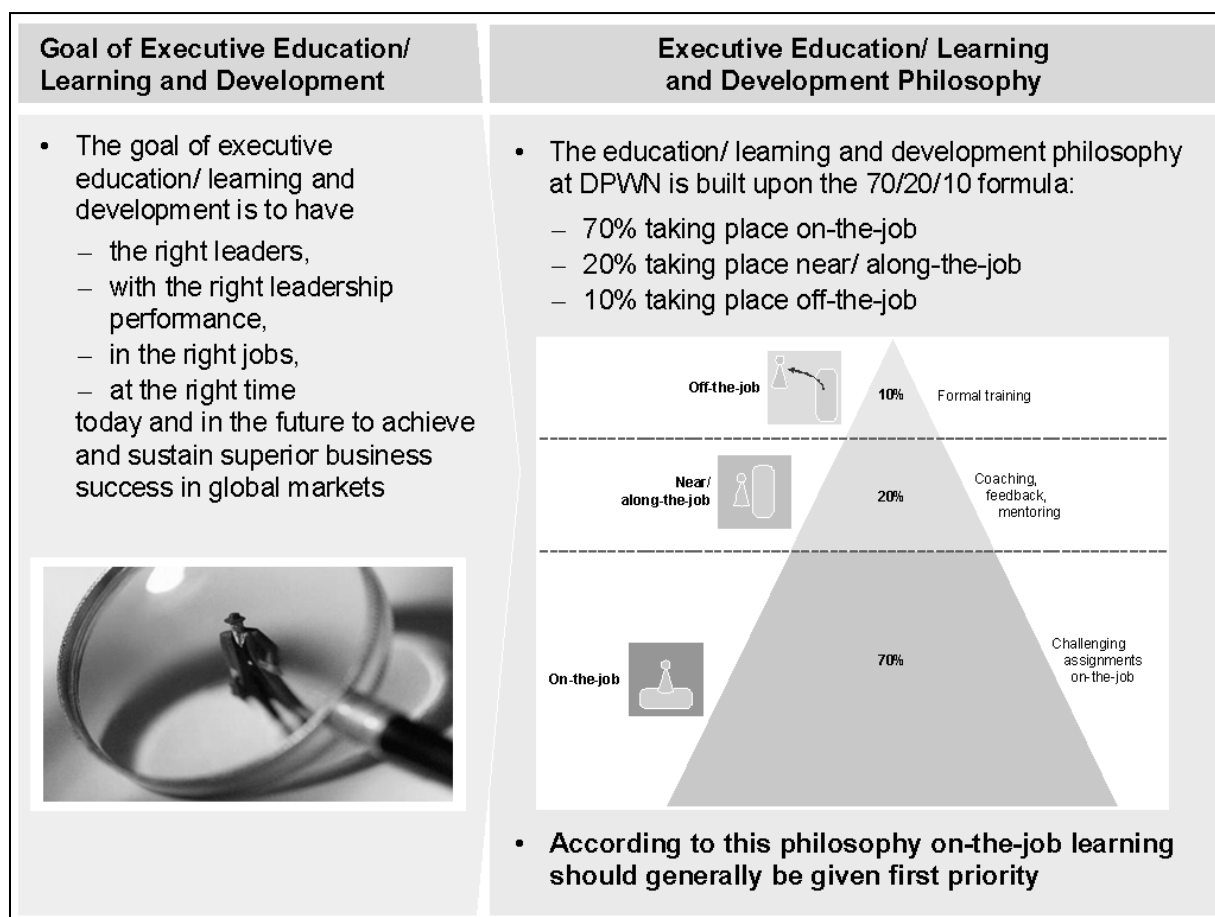 Goal of Executive Education/
Learning and Development
• The goal of executive
education/ learning and
development is to have
– the right leaders,
– with the right leadership
performance,
– in the right jobs,
– at the right time
today and in the future to achieve
and sustain superior business
success in global markets
Executive Education/ Learning
and Development Philosophy
• The education/ learning and development philosophy
at DPWN is built upon the 70/20/10 formula:
– 70% taking place on-the-job
– 20% taking place near/ along-the-job
– 10% taking place off-the-job
Off-the-job
10%
Formal training
Near/
along-the-job
20%
Coaching,
feedback,
mentoring
On-the-job
70%
Challenging
assignments
on-the-job
• According to this philosophy on-the-job learning
should generally be given first priority